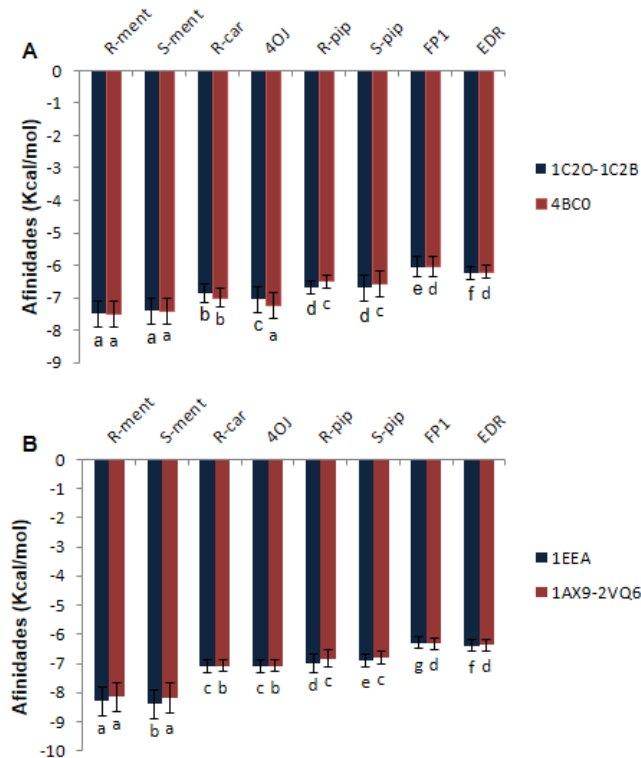 R-ment S-ment R-car 4OJ R-pip S-pip FP1 EDR
A
0
-1
-2
-3
-4
-5
-6
-7
-8
-9
Afinidades (Kcal/mol)
a a a a b b c a d c d c e d f d
1C2O-1C2B
4BC0
R-ment S-ment R-car 4OJ R-pip S-pip FP1 EDR
B
0
-1
-2
-3
-4
-5
-6
-7
-8
-9
-10
Afinidades (Kcal/mol)
a a b a c b c b d c e c g d f d
1EEA
1AX9-2VQ6